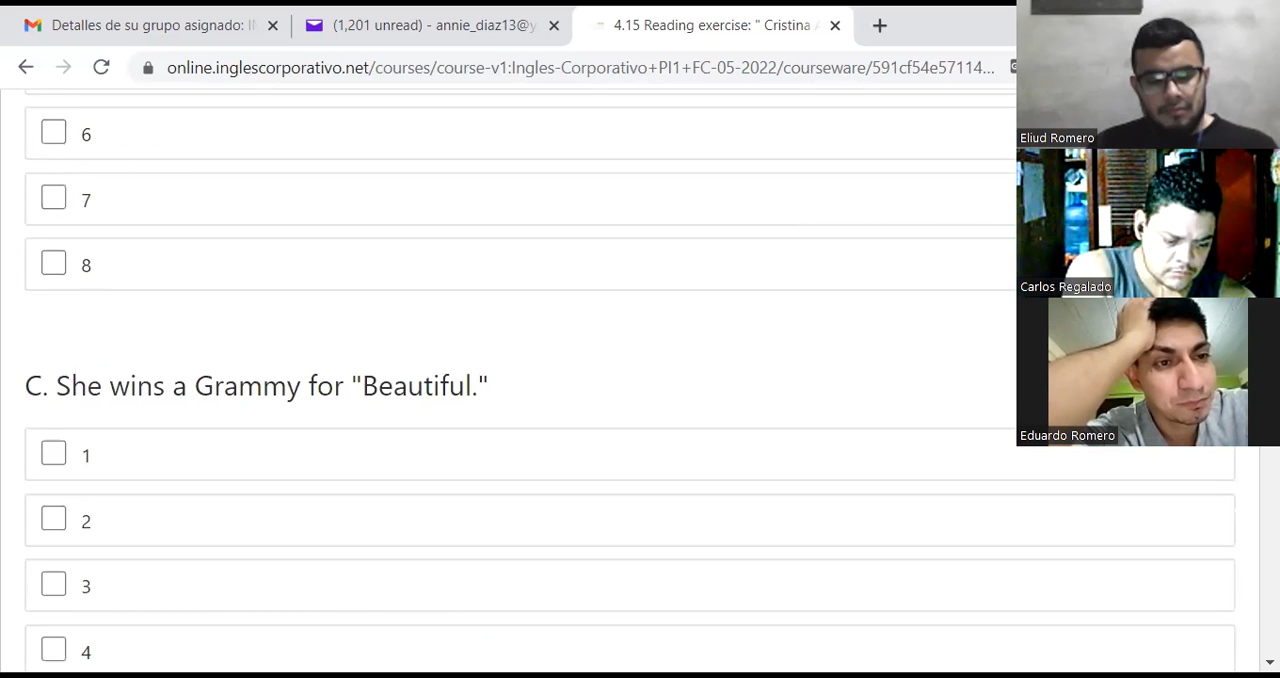 Detalles de su grupo asignado: I
(1,201 unread) - annie_diaz13@y
4.15 Reading exercise: " Cristina A
online.inglescorporativo.net/courses/course-v1:Ingles-Corporativo+PI1+FC-05-2022/courseware/591cf54e57114...
Eliud Romero
6
7
8
Carlos Regalado
C. She wins a Grammy for "Beautiful."
Eduardo Romero
1
2
3
4